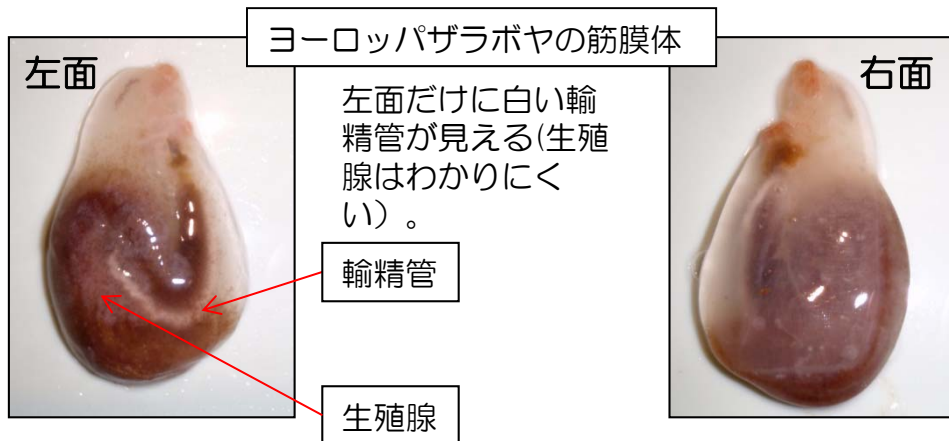 ヨーロッパザラボヤの筋膜体
左面
左面だけに白い輸
精管が見える(生殖
腺はわかりにく
い）。
輸精管
生殖腺
右面